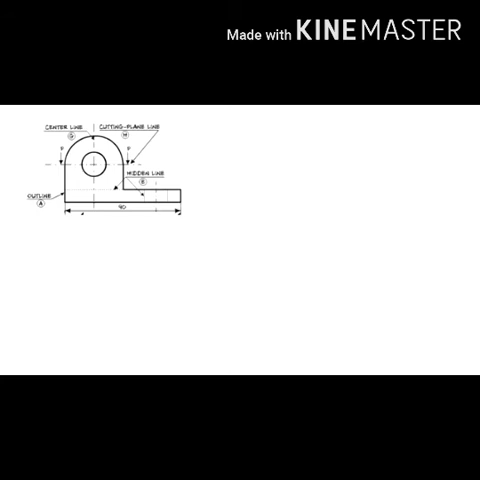 Made with KINEMASTER
CENTER LINE
G
CUTTING-PLANE LINE
H
P P
HIDDEN LINE
E
OUTLINE
A
90